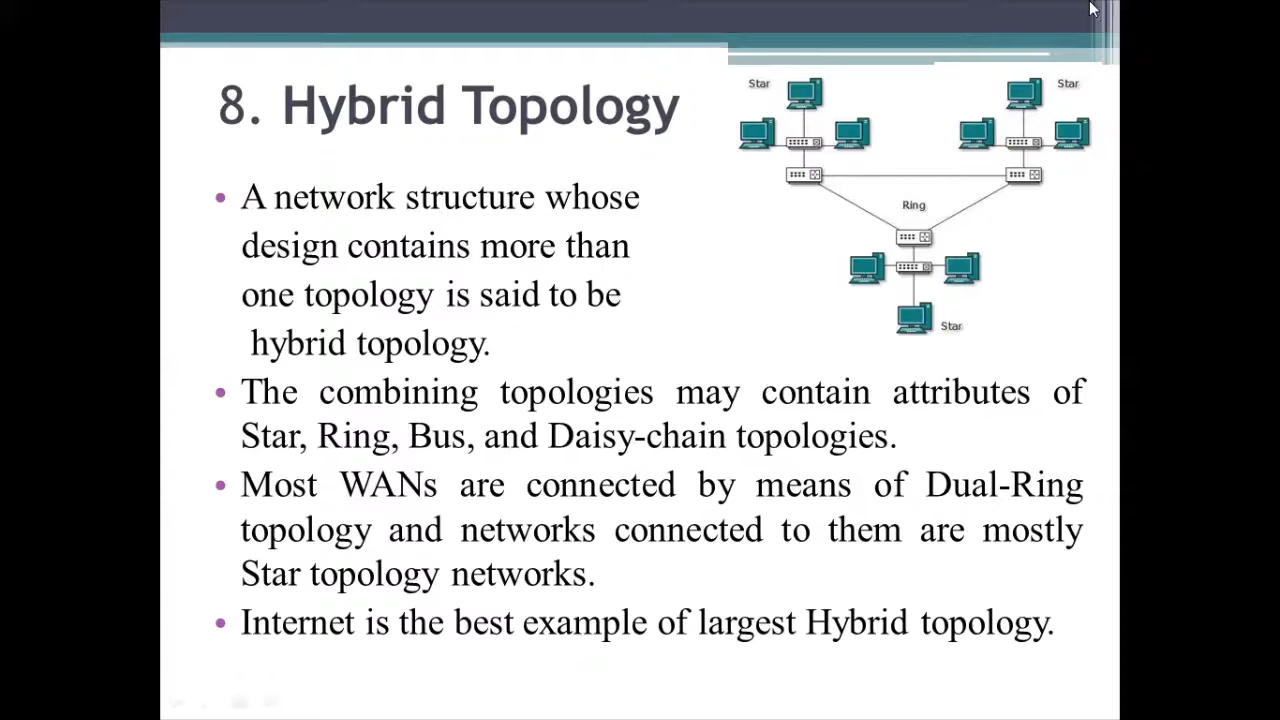 8. Hybrid Topology
Star
Star
Ring
Star
• A network structure whose
design contains more than
one topology is said to be
hybrid topology.
• The combining topologies may contain attributes of
Star, Ring, Bus, and Daisy-chain topologies.
• Most WANs are connected by means of Dual-Ring
topology and networks connected to them are mostly
Star topology networks.
• Internet is the best example of largest Hybrid topology.